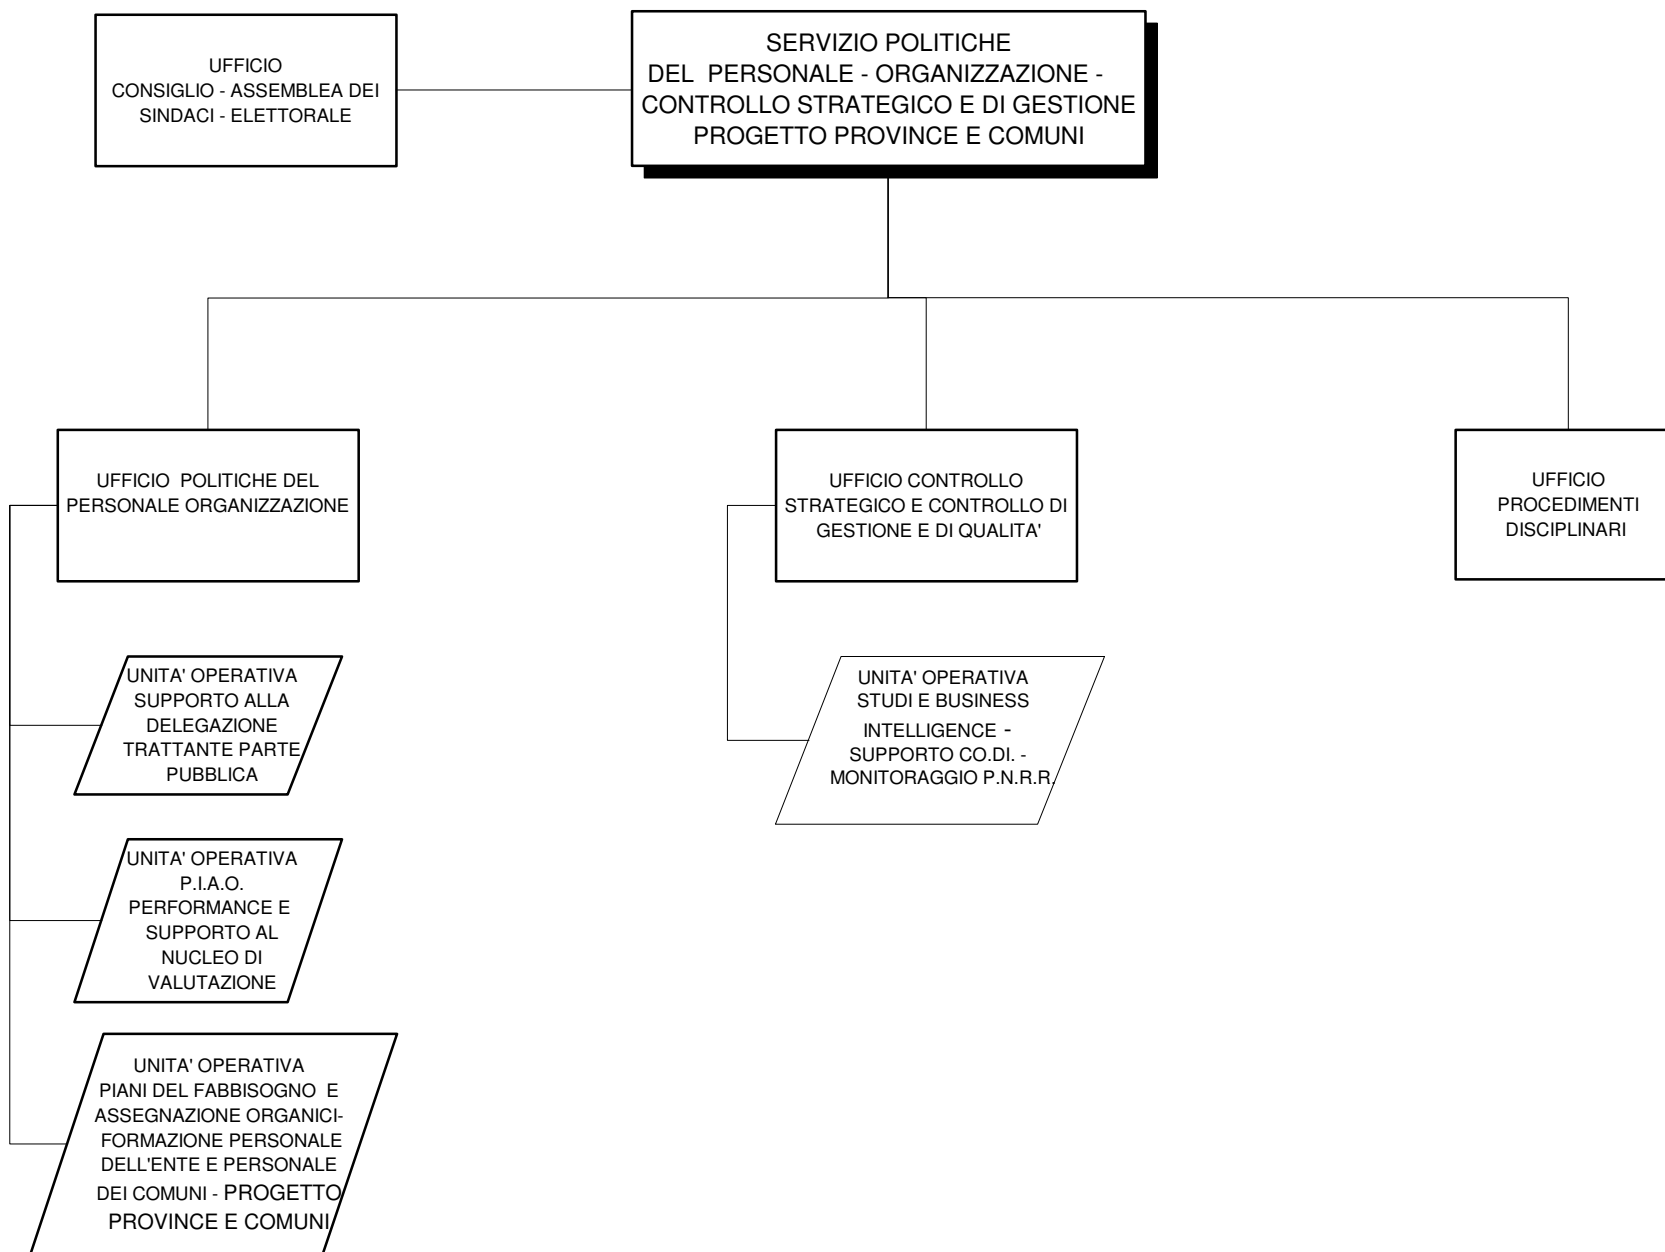 UFFICIO
CONSIGLIO - ASSEMBLEA DEI
SINDACI - ELETTORALE
SERVIZIO POLITICHE
DEL PERSONALE - ORGANIZZAZIONE -
CONTROLLO STRATEGICO E DI GESTIONE
PROGETTO PROVINCE E COMUNI
UFFICIO POLITICHE DEL
PERSONALE ORGANIZZAZIONE
UFFICIO CONTROLLO
STRATEGICO E CONTROLLO DI
GESTIONE E DI QUALITA'
UFFICIO
PROCEDIMENTI
DISCIPLINARI
UNITA' OPERATIVA
SUPPORTO ALLA
DELEGAZIONE
TRATTANTE PARTE
PUBBLICA
UNITA' OPERATIVA
STUDI E BUSINESS
INTELLIGENCE -
SUPPORTO CO.DI. -
MONITORAGGIO P.N.R.R.
UNITA' OPERATIVA
P.I.A.O.
PERFORMANCE E
SUPPORTO AL
NUCLEO DI
VALUTAZIONE
UNITA' OPERATIVA
PIANI DEL FABBISOGNO E
ASSEGNAZIONE ORGANICI-
FORMAZIONE PERSONALE
DELL'ENTE E PERSONALE
DEI COMUNI - PROGETTO
PROVINCE E COMUNI